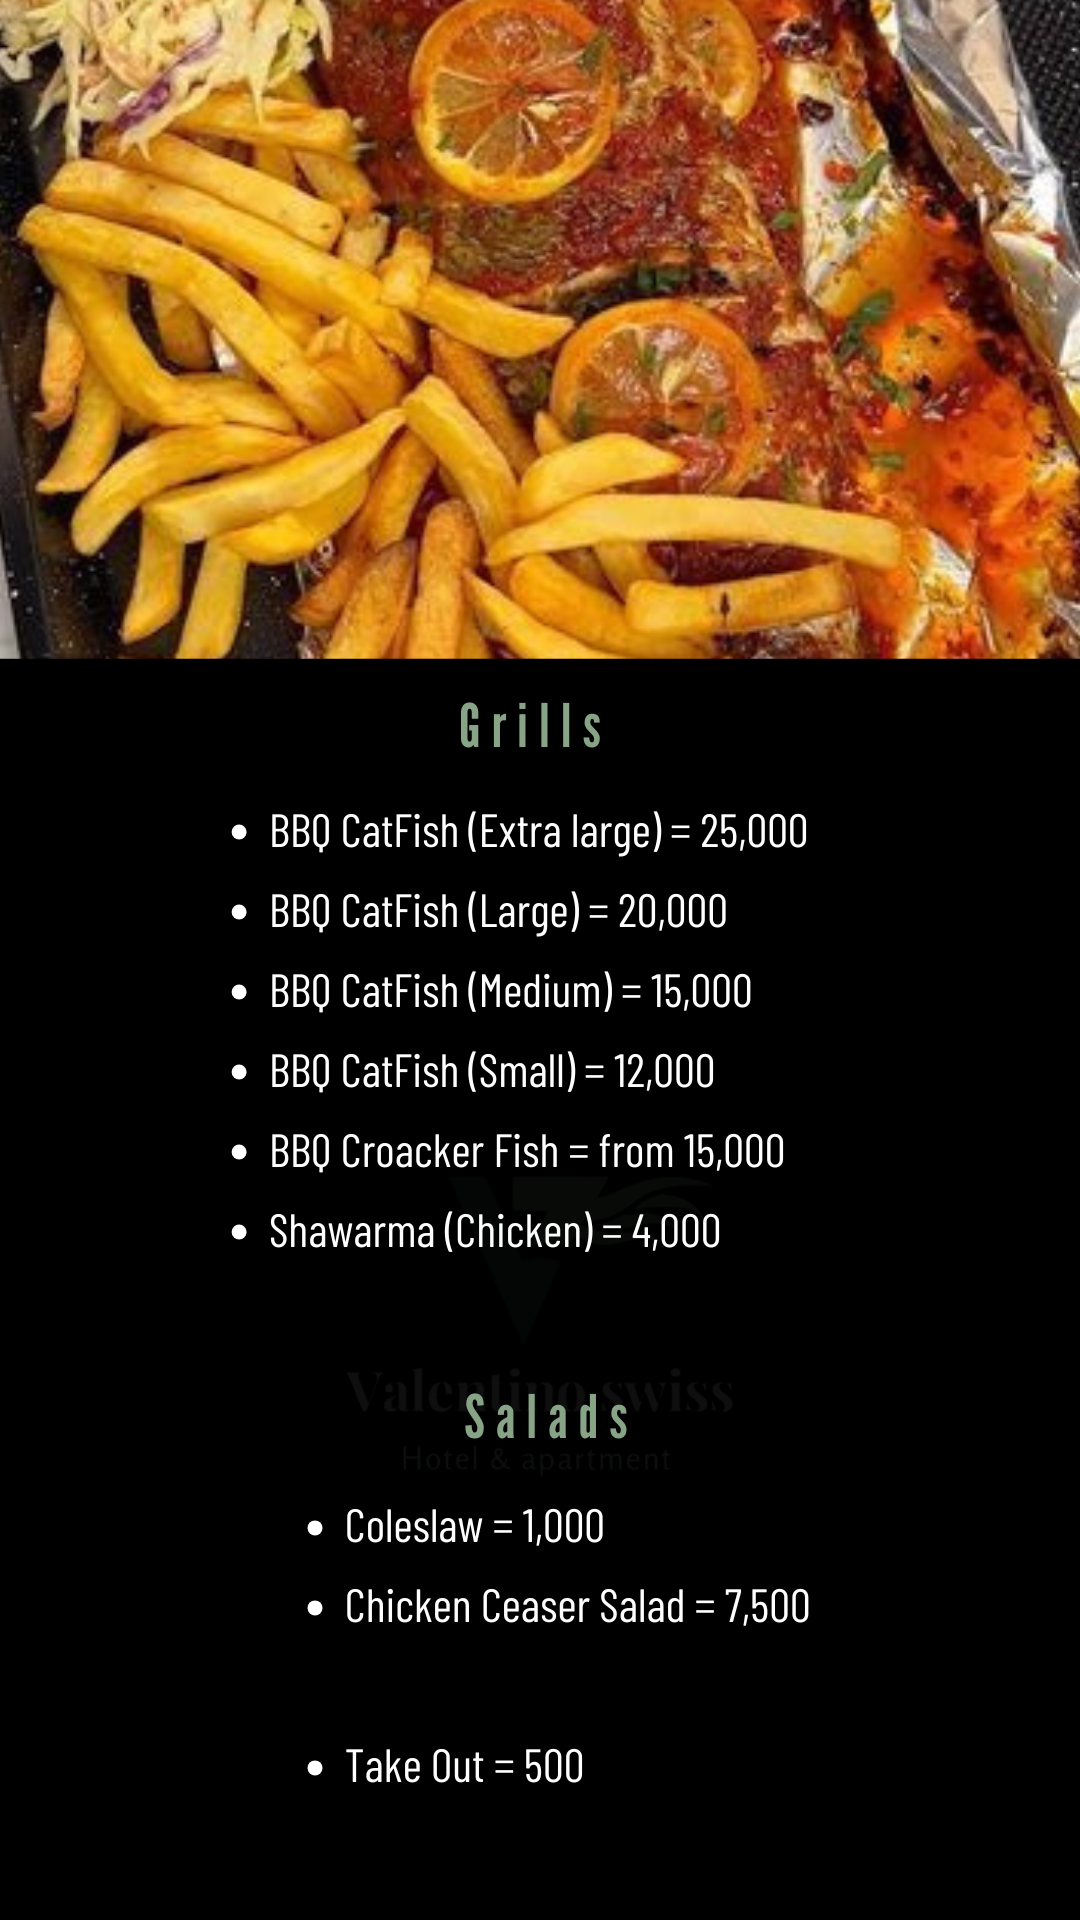 Grills
• BBQ CatFish (Extra large) = 25,000
• BBQ CatFish (Large) = 20,000
• BBQ CatFish (Medium) = 15,000
• BBQ CatFish (Small) = 12,000
• BBQ Croacker Fish = from 15,000
• Shawarma (Chicken) = 4,000
Valentino swiss
Salads
Hotel & apartment
• Coleslaw = 1,000
• Chicken Ceaser Salad = 7,500
• Take Out = 500